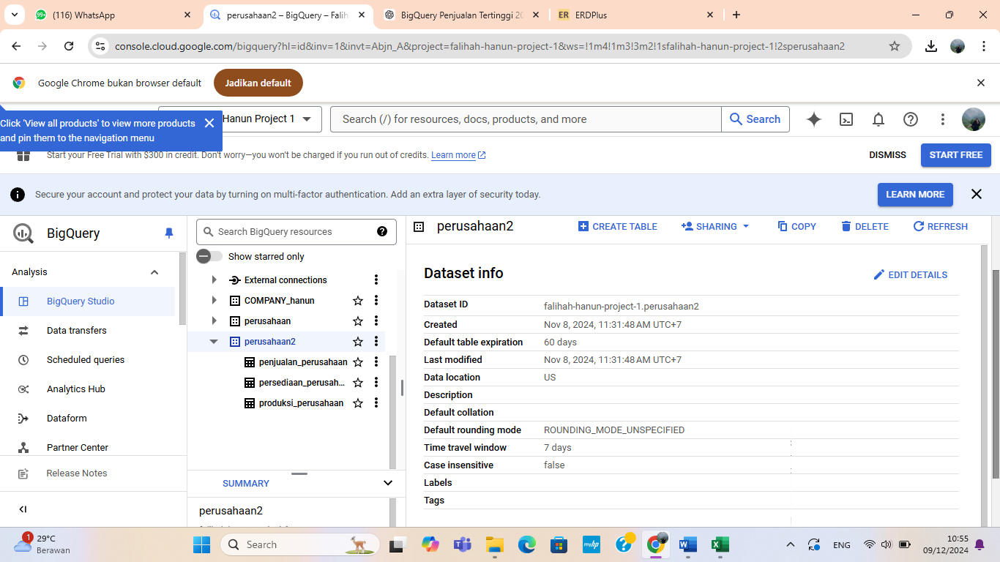 (116) WhatsApp
perusahaan2 – BigQuery – Falih
BigQuery Penjualan Tertinggi 20
ER ERDPlus
console.cloud.google.com/bigquery?hl=id&inv=1&invt=Abjn_A&project=falihah-hanun-project-1&ws=!1m4!1m3!3m2!1sfalihah-hanun-project-1!2sperusahaan2
Google Chrome bukan browser default
Jadikan default
Click 'View all products' to view more products
and pin them to the navigation menu
Hanun Project 1
Search (/) for resources, docs, products, and more
Search
Start your Free Trial with $300 in credit. Don't worry—you won't be charged if you run out of credits. Learn more
DISMISS
START FREE
Secure your account and protect your data by turning on multi-factor authentication. Add an extra layer of security today.
LEARN MORE
BigQuery
Analysis
BigQuery Studio
Data transfers
Scheduled queries
Analytics Hub
Dataform
Partner Center
Release Notes
Search BigQuery resources
Show starred only
External connections
COMPANY_hanun
perusahaan
perusahaan2
penjualan_perusahaan
persediaan_perusah...
produksi_perusahaan
SUMMARY
perusahaan2
perusahaan2
CREATE TABLE
SHARING
COPY
DELETE
REFRESH
Dataset info
EDIT DETAILS
Dataset ID falihah-hanun-project-1.perusahaan2
Created Nov 8, 2024, 11:31:48 AM UTC+7
Default table expiration 60 days
Last modified Nov 8, 2024, 11:31:48 AM UTC+7
Data location US
Description
Default collation
Default rounding mode ROUNDING_MODE_UNSPECIFIED
Time travel window 7 days
Case insensitive false
Labels
Tags
1
29°C
Berawan
Search
myhp
ENG
10:55
09/12/2024